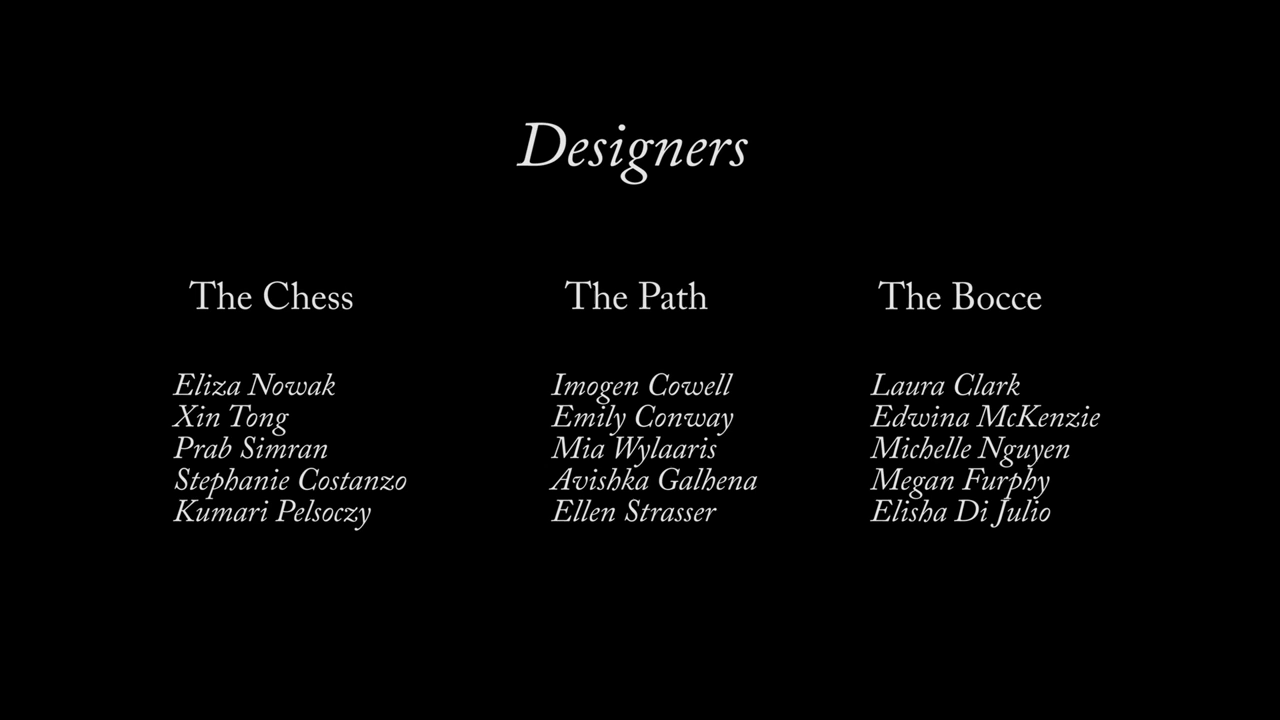 Designers
The Chess
Eliza Nowak
Xin Tong
Prab Simran
Stephanie Costanzo
Kumari Pelsoczy
The Path
Imogen Cowell
Emily Conway
Mia Wylaaris
Avishka Galhena
Ellen Strasser
The Bocce
Laura Clark
Edwina McKenzie
Michelle Nguyen
Megan Furphy
Elisha Di Julio